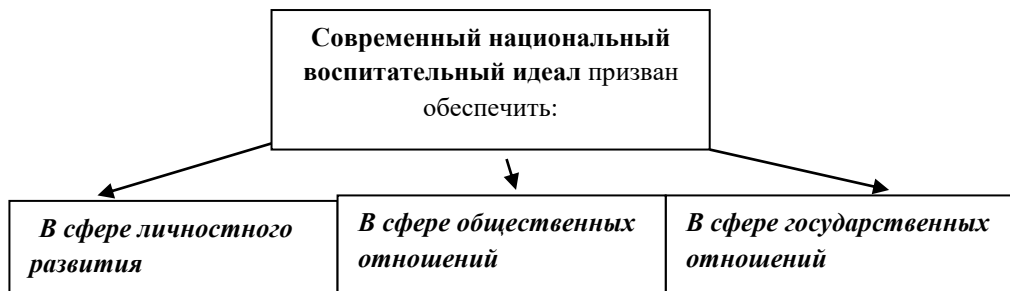 Современный национальный
воспитательный идеал призван
обеспечить:
В сфере личностного
развития
В сфере общественных
отношений
В сфере государственных
отношений